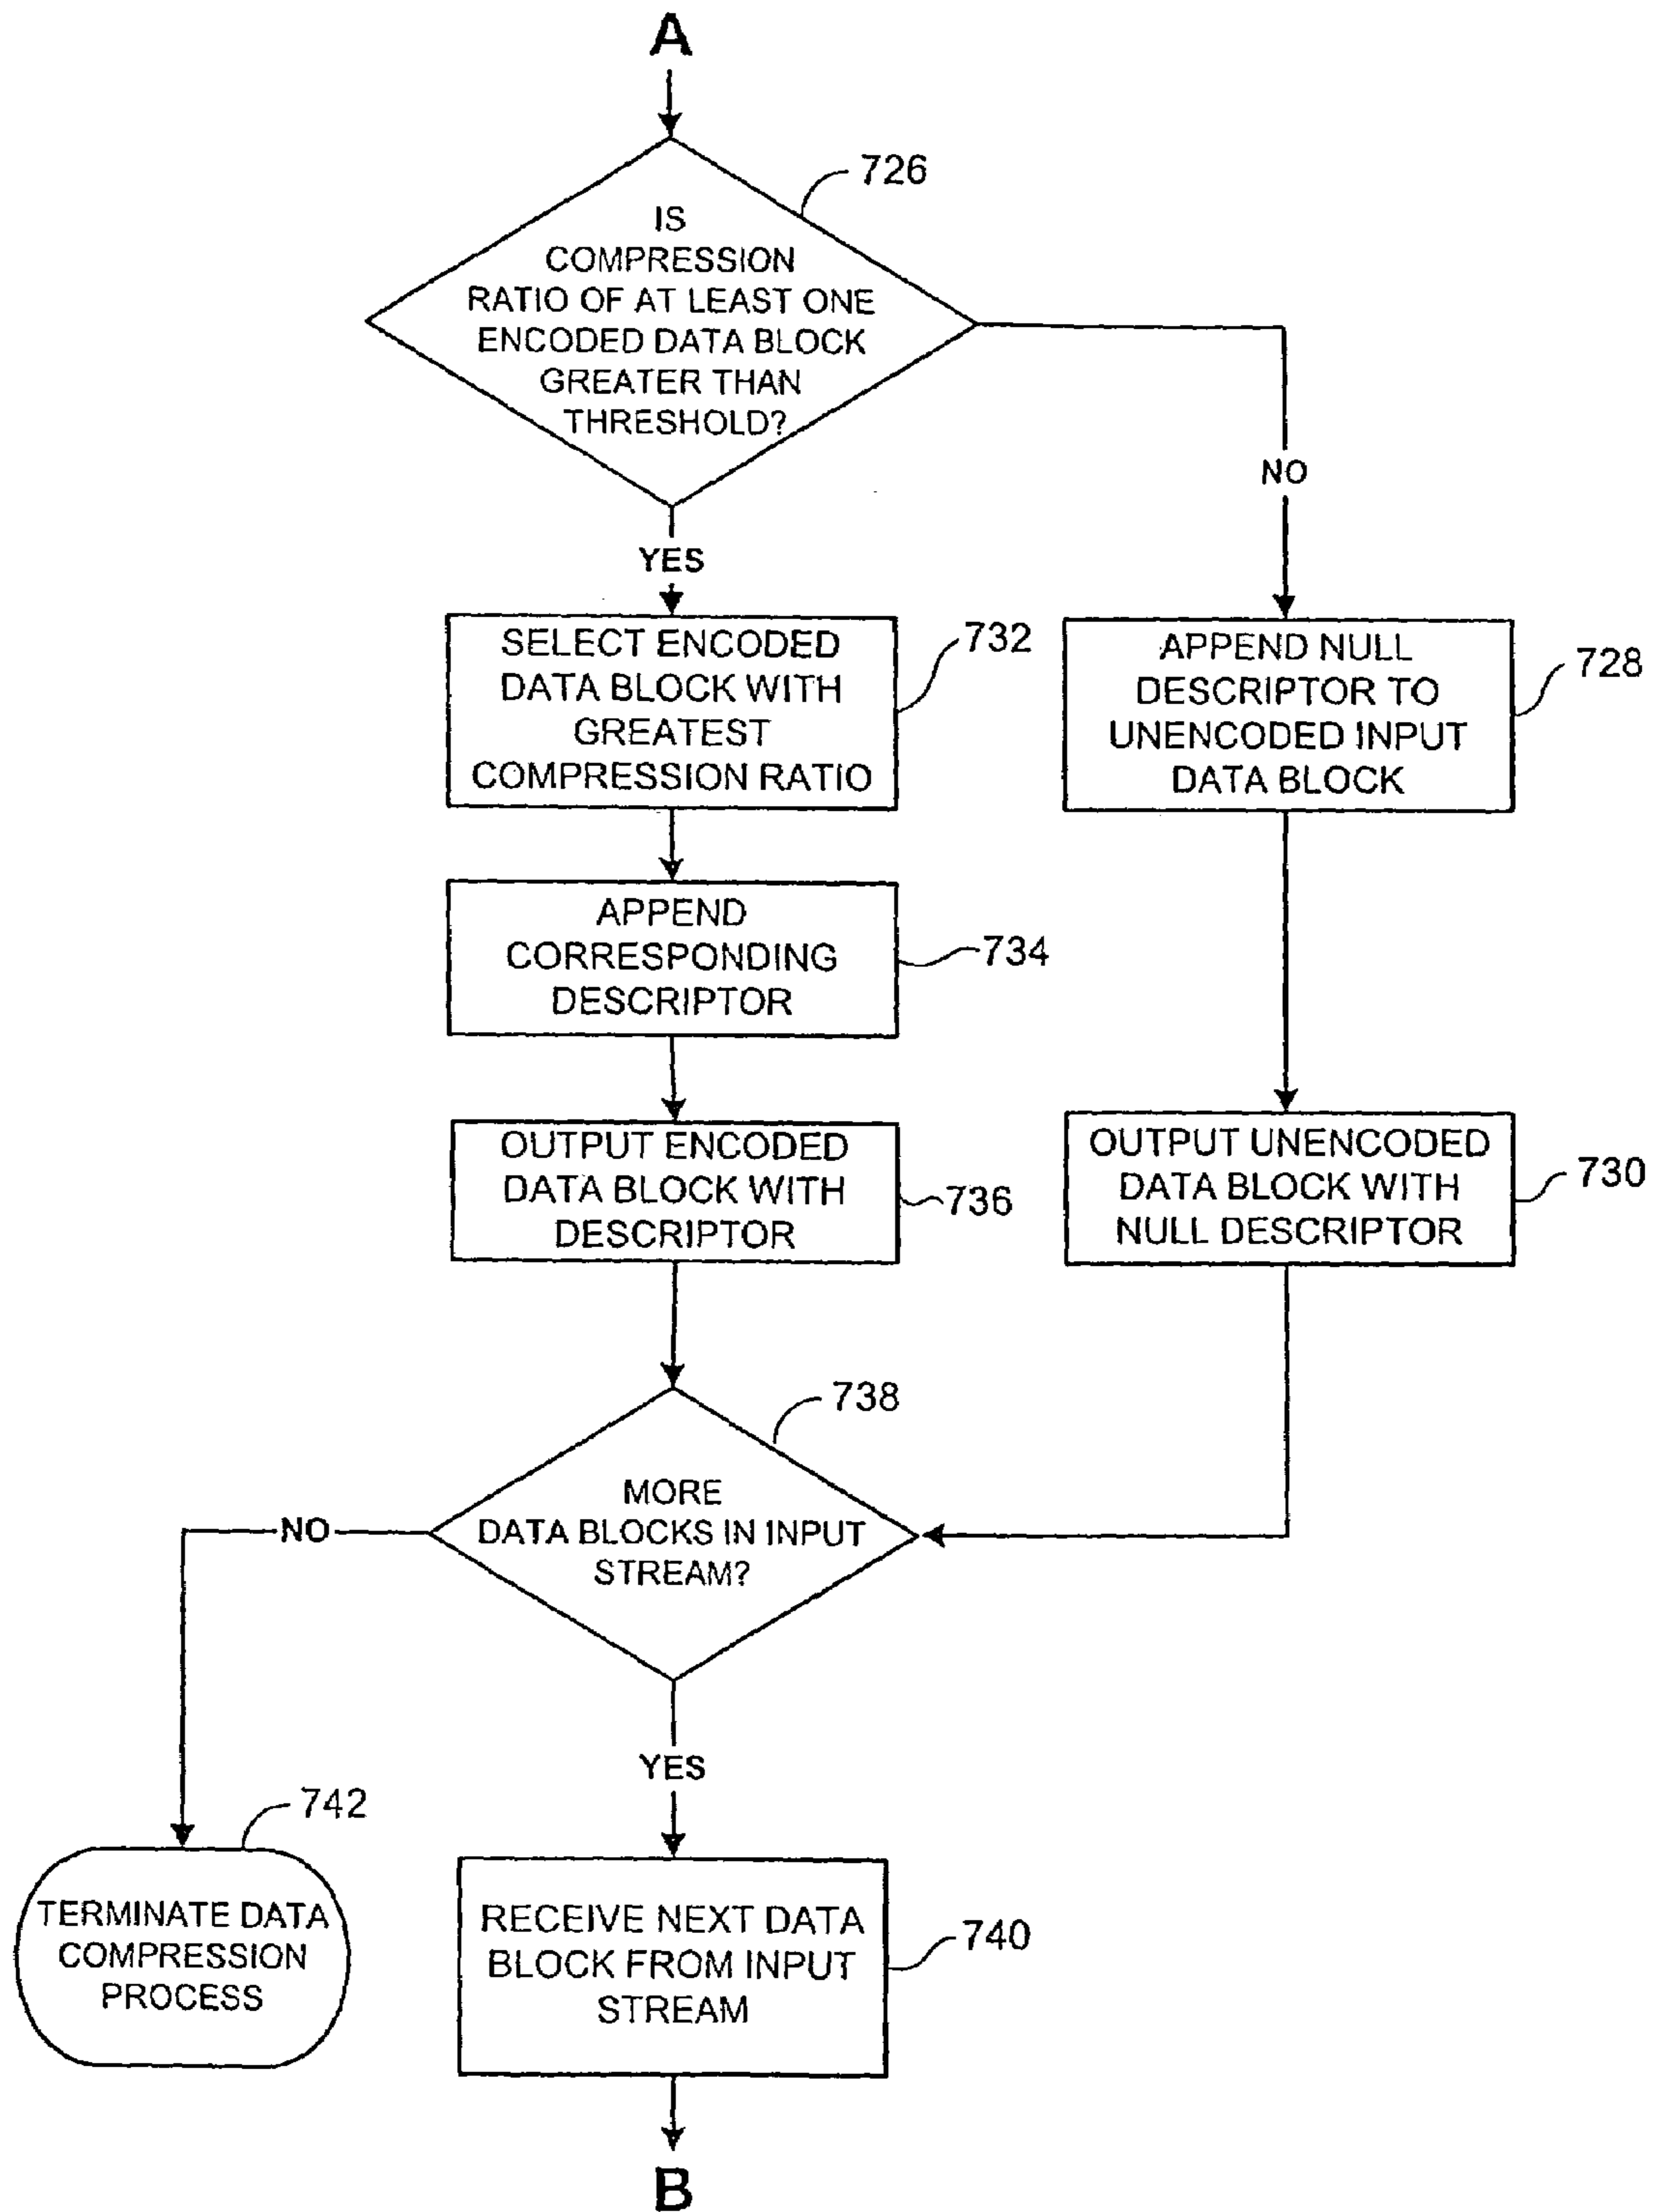 A
726
IS
COMPRESSION
RATIO OF AT LEAST ONE
ENCODED DATA BLOCK
GREATER THAN
THRESHOLD?
NO
YES
SELECT ENCODED
DATA BLOCK WITH
GREATEST
COMPRESSION RATIO
732
APPEND NULL
DESCRIPTOR TO
UNENCODED INPUT
DATA BLOCK
728
APPEND
CORRESPONDING
DESCRIPTOR
734
OUTPUT ENCODED
DATA BLOCK WITH
DESCRIPTOR
736
OUTPUT UNENCODED
DATA BLOCK WITH
NULL DESCRIPTOR
730
738
MORE
DATA BLOCKS IN INPUT
STREAM?
NO
YES
742
TERMINATE DATA
COMPRESSION
PROCESS
RECEIVE NEXT DATA
BLOCK FROM INPUT
STREAM
740
B